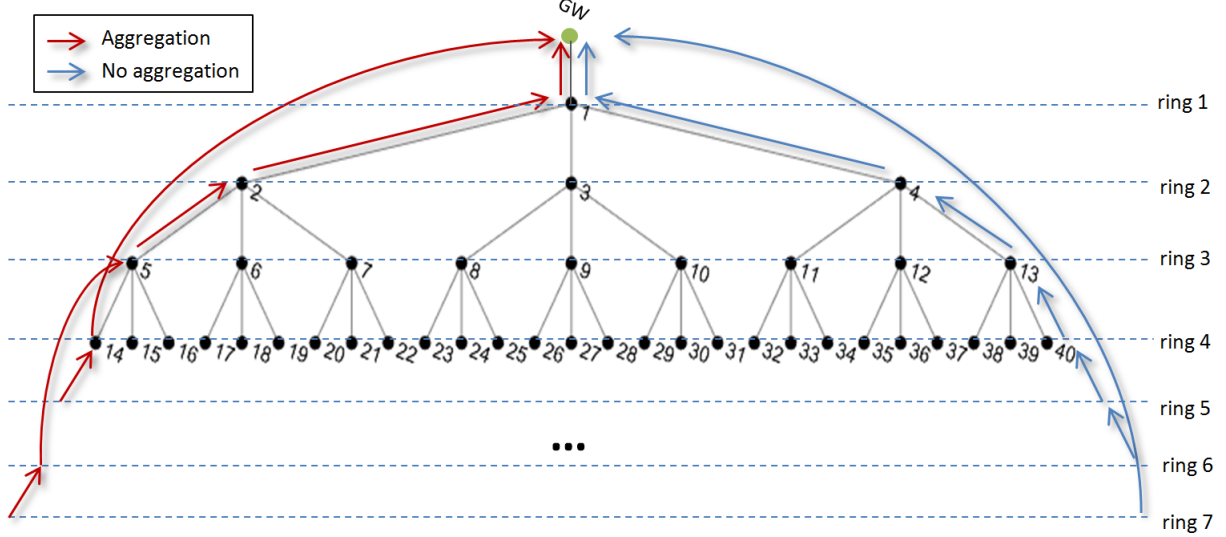 GW
Aggregation
No aggregation
ring 1
1
ring 2
2 3 4
ring 3
5 6 7 8 9 10 11 12 13
ring 4
14 15 16 17 18 19 20 21 22 23 24 25 26 27 28 29 30 31 32 33 34 35 36 37 38 39 40
ring 5
...
ring 6
ring 7